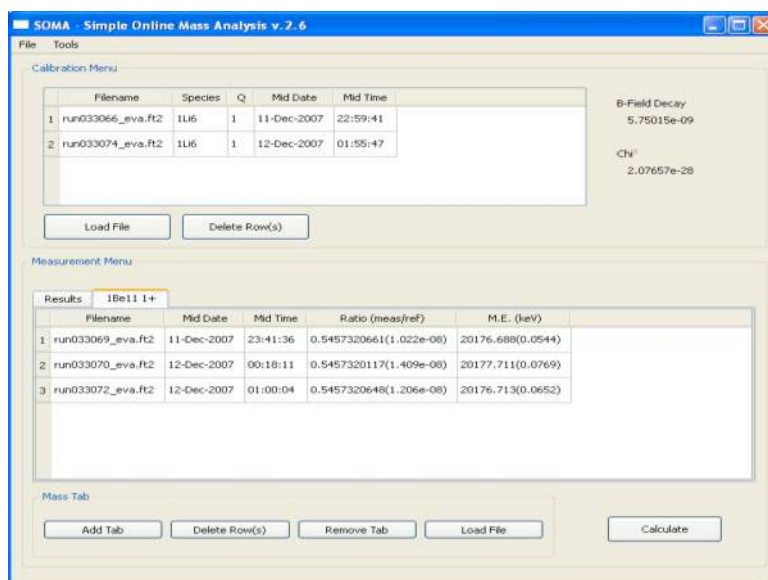 SOMA - Simple Online Mass Analysis v.2.6
File Tools
Calibration Menu
Filename Species Q Mid Date Mid Time
1 run033066_eva.ft2 1Li6 1 11-Dec-2007 22:59:41
2 run033074_eva.ft2 1Li6 1 12-Dec-2007 01:55:47
B-Field Decay
5.75015e-09
Chi²
2.07657e-28
Load File Delete Row(s)
Measurement Menu
Results 1Be11 1+
Filename Mid Date Mid Time Ratio (meas/ref) M.E. (keV)
1 run033069_eva.ft2 11-Dec-2007 23:41:36 0.5457320661(1.022e-08) 20176.688(0.0544)
2 run033070_eva.ft2 12-Dec-2007 00:18:11 0.5457320117(1.409e-08) 20177.711(0.0769)
3 run033072_eva.ft2 12-Dec-2007 01:00:04 0.5457320648(1.206e-08) 20176.713(0.0652)
Mass Tab
Add Tab Delete Row(s) Remove Tab Load File
Calculate